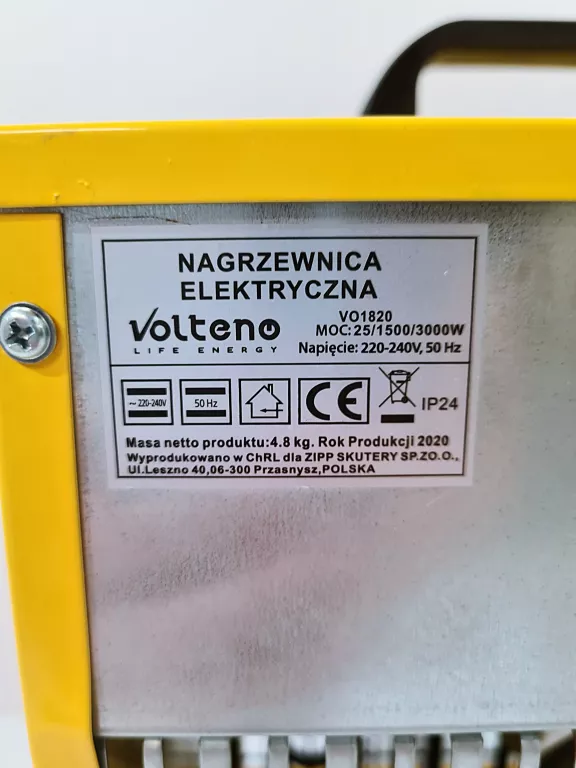 NAGRZEWNICA
ELEKTRYCZNA
Volteno
LIFE ENERGY
VO1820
MOC: 25/1500/3000W
Napięcie: 220-240V, 50 Hz
~ 220-240V
50 Hz
CE
IP24
Masa netto produktu:4.8 kg. Rok Produkcji 2020
Wyprodukowano w ChRL dla ZIPP SKUTERY SP.ZO.O.,
Ul.Leszno 40,06-300 Przasnysz,POLSKA